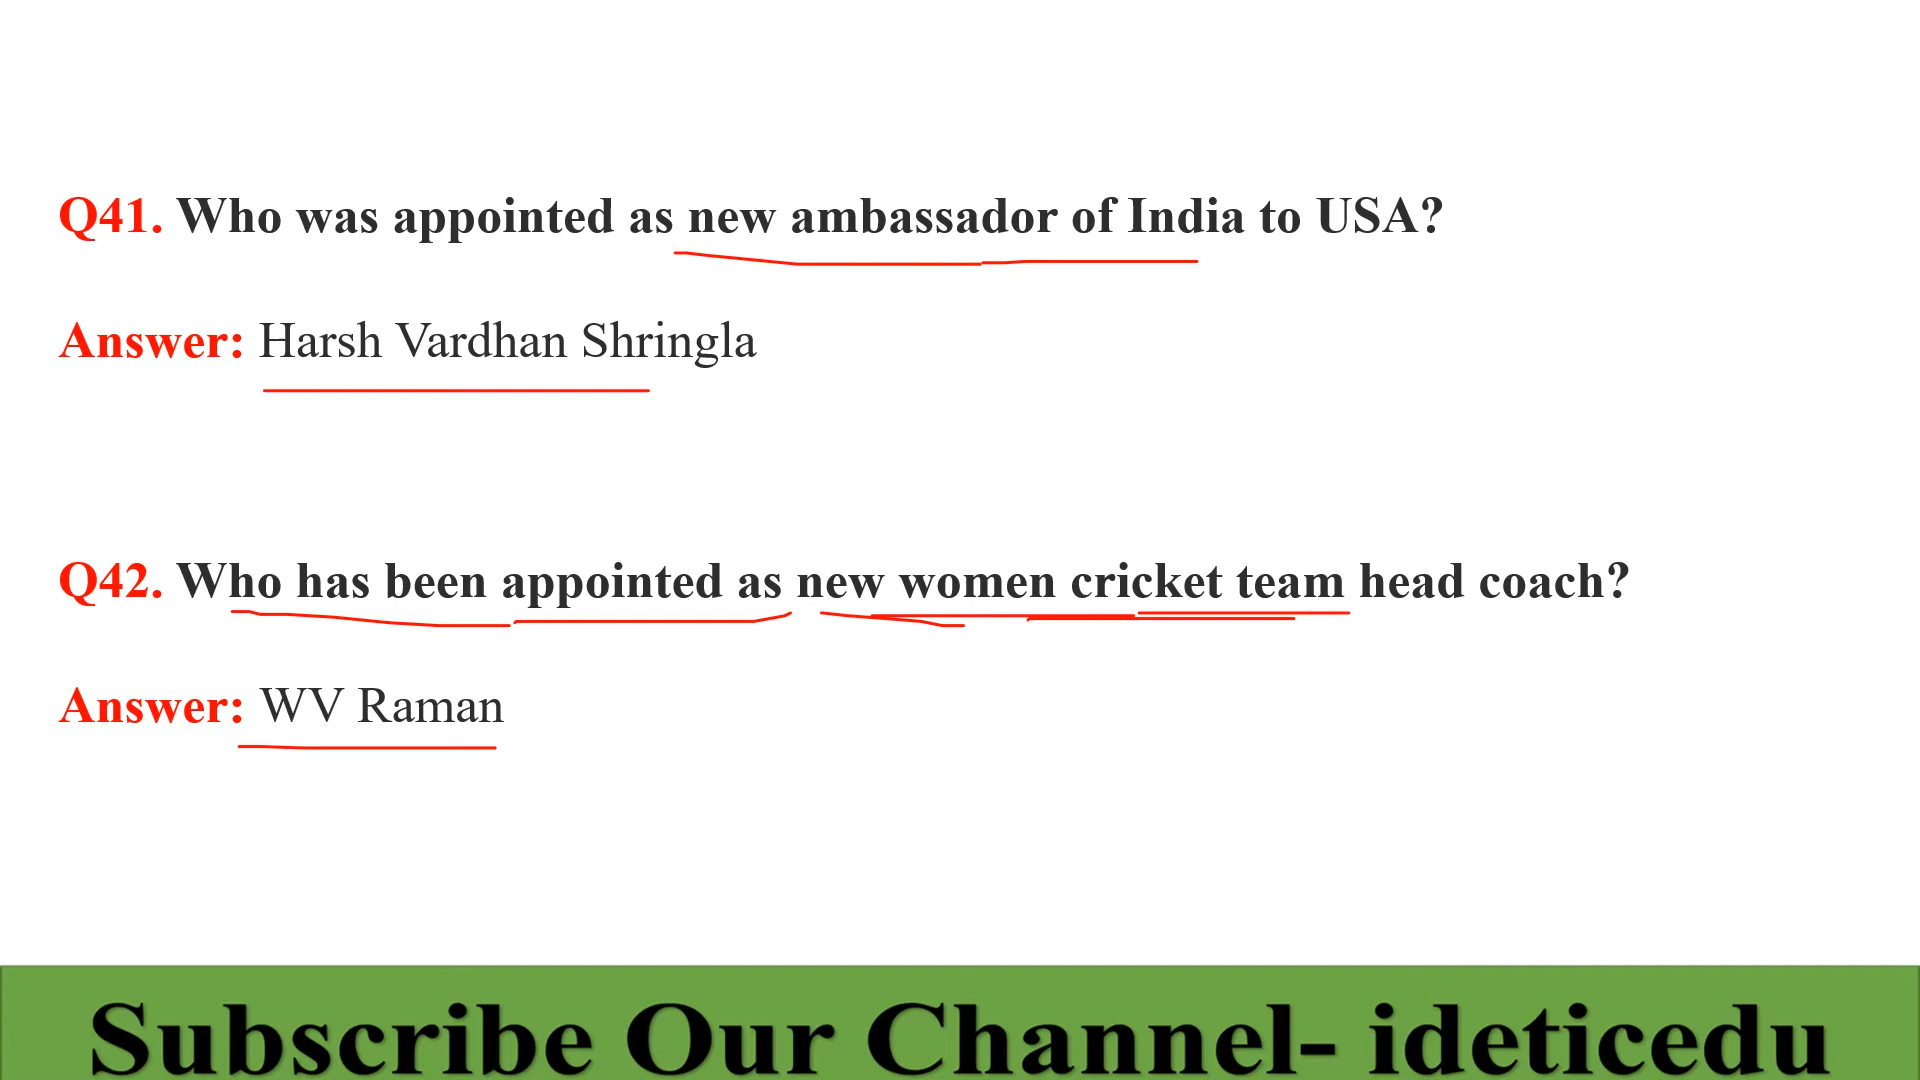 Q41. Who was appointed as new ambassador of India to USA?
Answer: Harsh Vardhan Shringla
Q42. Who has been appointed as new women cricket team head coach?
Answer: WV Raman
Subscribe Our Channel- ideticedu